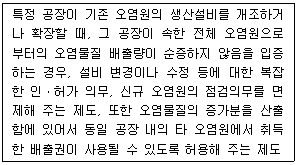 특정 공장이 기존 오염원의 생산설비를 개조하거
나 확장할 때, 그 공장이 속한 전체 오염원으로
부터의 오염물질 배출량이 순증하지 않음을 입증
하는 경우, 설비 변경이나 수정 등에 대한 복잡
한 인·허가 의무, 신규 오염원의 점검의무를 면
제해 주는 제도, 또한 오염물질의 증가분을 산출
함에 있어서 동일 공장 내의 타 오염원에서 취득
한 배출권이 사용될 수 있도록 허용해 주는 제도